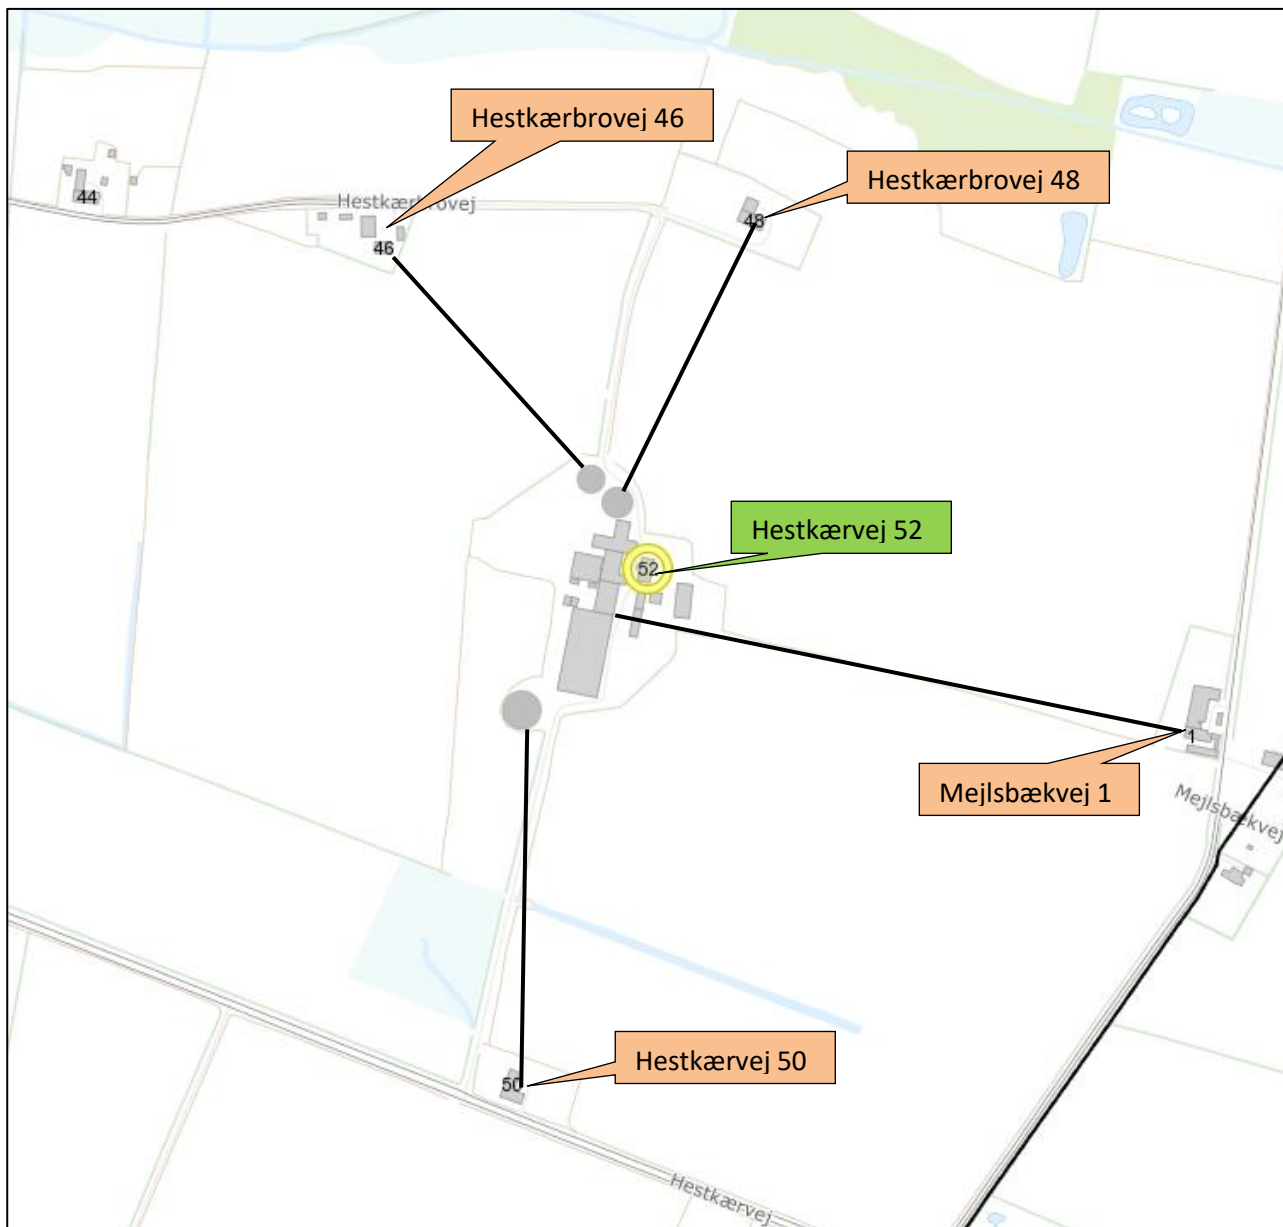 Hestkærbrovej 46
Hestkærbrovej 48
44
Hestkærbrovej
48
46
Hestkærvej 52
52
1
Mejlsbækvej 1
Mejlsbækvej
Hestkærvej 50
50
Hestkærvej